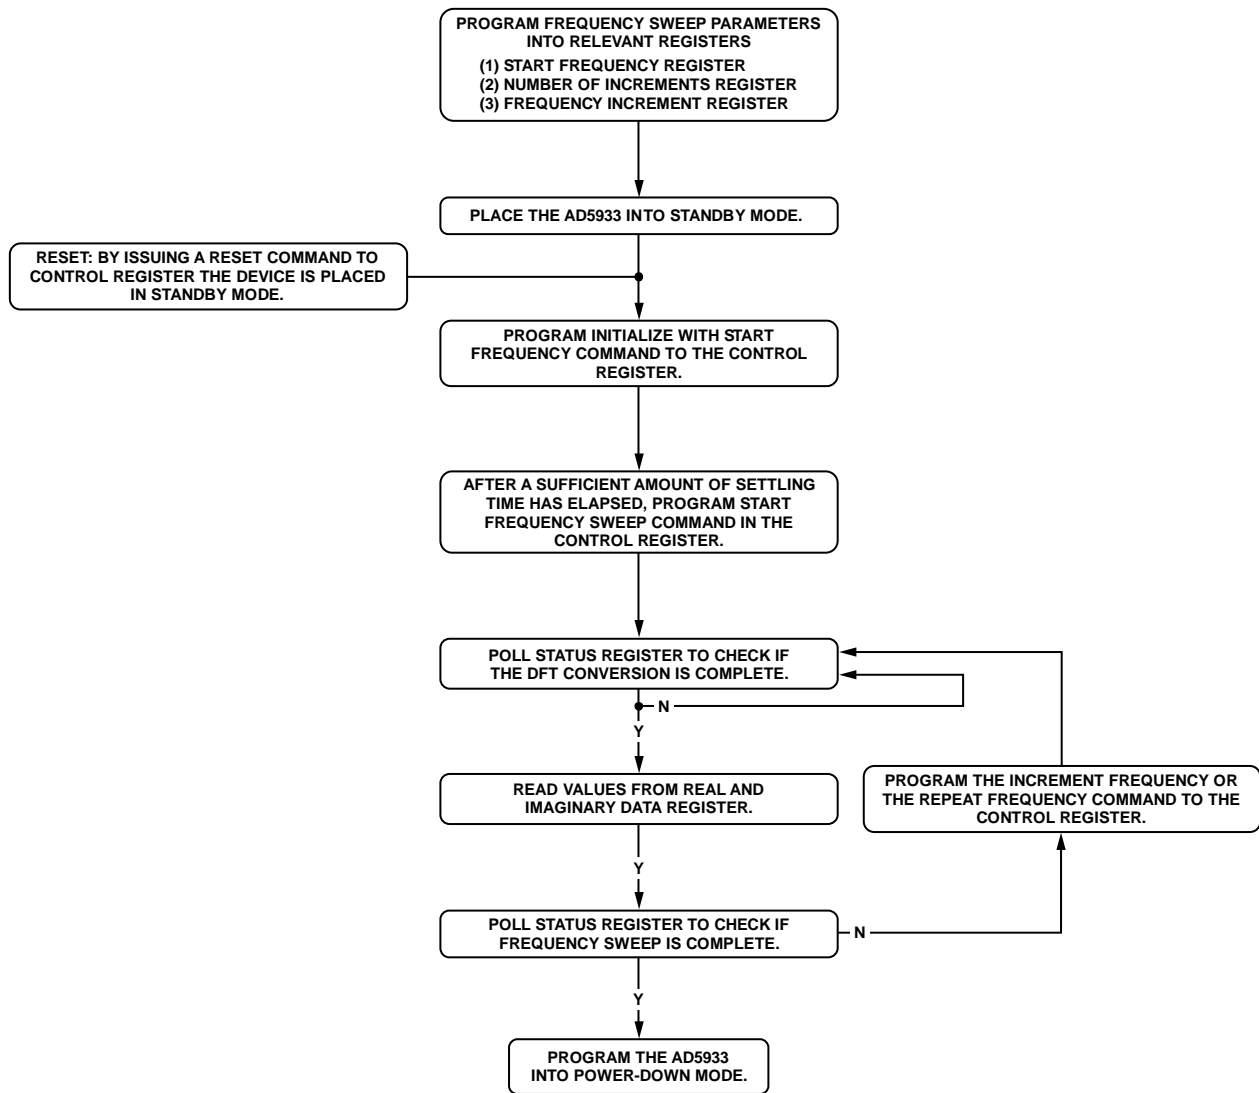 PROGRAM FREQUENCY SWEEP PARAMETERS
INTO RELEVANT REGISTERS
(1) START FREQUENCY REGISTER
(2) NUMBER OF INCREMENTS REGISTER
(3) FREQUENCY INCREMENT REGISTER
PLACE THE AD5933 INTO STANDBY MODE.
RESET: BY ISSUING A RESET COMMAND TO
CONTROL REGISTER THE DEVICE IS PLACED
IN STANDBY MODE.
PROGRAM INITIALIZE WITH START
FREQUENCY COMMAND TO THE CONTROL
REGISTER.
AFTER A SUFFICIENT AMOUNT OF SETTLING
TIME HAS ELAPSED, PROGRAM START
FREQUENCY SWEEP COMMAND IN THE
CONTROL REGISTER.
POLL STATUS REGISTER TO CHECK IF
THE DFT CONVERSION IS COMPLETE.
N
Y
READ VALUES FROM REAL AND
IMAGINARY DATA REGISTER.
PROGRAM THE INCREMENT FREQUENCY OR
THE REPEAT FREQUENCY COMMAND TO THE
CONTROL REGISTER.
Y
POLL STATUS REGISTER TO CHECK IF
FREQUENCY SWEEP IS COMPLETE.
N
Y
PROGRAM THE AD5933
INTO POWER-DOWN MODE.